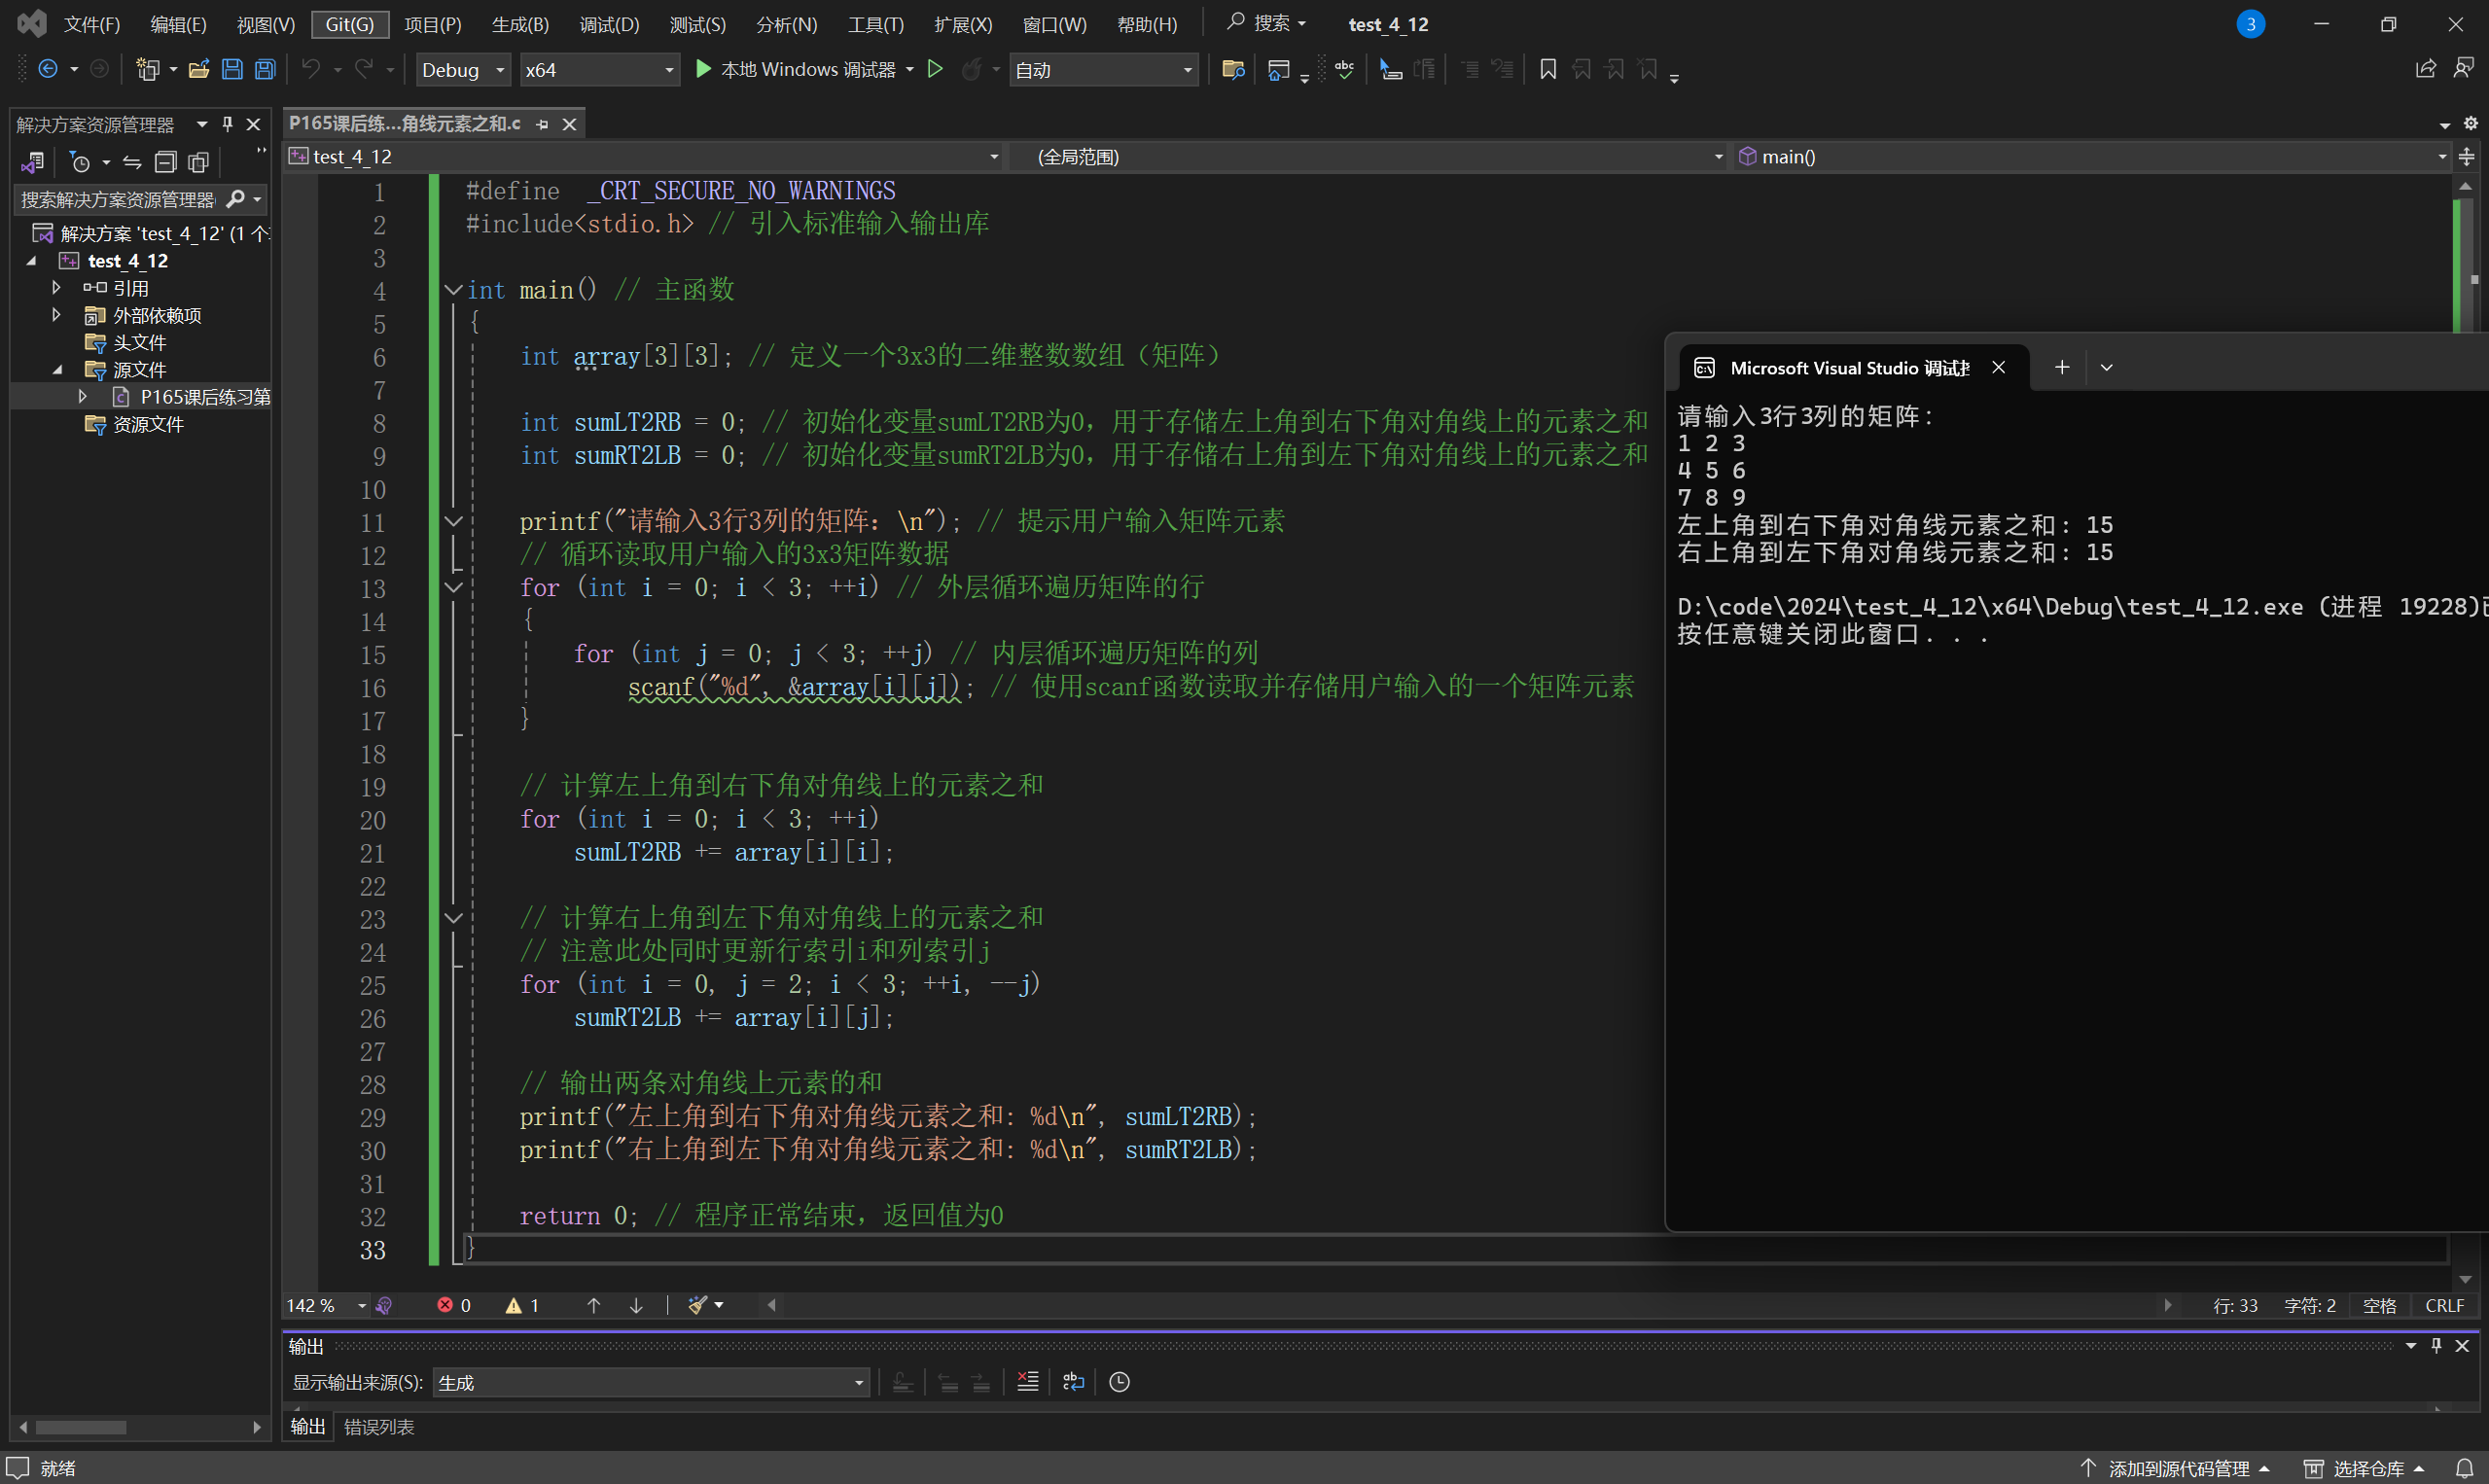 文件(F) 编辑(E) 视图(V) Git(G) 项目(P) 生成(B) 调试(D) 测试(S) 分析(N) 工具(T) 扩展(X) 窗口(W) 帮助(H) 搜索 test_4_12 3
Debug x64 本地 Windows 调试器 自动
解决方案资源管理器
搜索解决方案资源管理器
解决方案 'test_4_12' (1 个
test_4_12
引用
外部依赖项
头文件
源文件
P165课后练习第
资源文件
P165课后练...角线元素之和.c
test_4_12 (全局范围) main()
1 #define  _CRT_SECURE_NO_WARNINGS
2 #include<stdio.h> // 引入标准输入输出库
3
4 int main() // 主函数
5 {
6 int array[3][3]; // 定义一个3x3的二维整数数组（矩阵）
7
8 int sumLT2RB = 0; // 初始化变量sumLT2RB为0，用于存储左上角到右下角对角线上的元素之和
9 int sumRT2LB = 0; // 初始化变量sumRT2LB为0，用于存储右上角到左下角对角线上的元素之和
10
11 printf("请输入3行3列的矩阵：\n"); // 提示用户输入矩阵元素
12 // 循环读取用户输入的3x3矩阵数据
13 for (int i = 0; i < 3; ++i) // 外层循环遍历矩阵的行
14 {
15 for (int j = 0; j < 3; ++j) // 内层循环遍历矩阵的列
16 scanf("%d", &array[i][j]); // 使用scanf函数读取并存储用户输入的一个矩阵元素
17 }
18
19 // 计算左上角到右下角对角线上的元素之和
20 for (int i = 0; i < 3; ++i)
21 sumLT2RB += array[i][i];
22
23 // 计算右上角到左下角对角线上的元素之和
24 // 注意此处同时更新行索引i和列索引j
25 for (int i = 0, j = 2; i < 3; ++i, --j)
26 sumRT2LB += array[i][j];
27
28 // 输出两条对角线上元素的和
29 printf("左上角到右下角对角线元素之和: %d\n", sumLT2RB);
30 printf("右上角到左下角对角线元素之和: %d\n", sumRT2LB);
31
32 return 0; // 程序正常结束，返回值为0
33 }
Microsoft Visual Studio 调试
请输入3行3列的矩阵：
1 2 3
4 5 6
7 8 9
左上角到右下角对角线元素之和: 15
右上角到左下角对角线元素之和: 15
D:\code\2024\test_4_12\x64\Debug\test_4_12.exe (进程 19228)已
按任意键关闭此窗口. . .
142 % 0 1 行: 33 字符: 2 空格 CRLF
输出
显示输出来源(S): 生成
输出 错误列表
就绪 添加到源代码管理 选择仓库